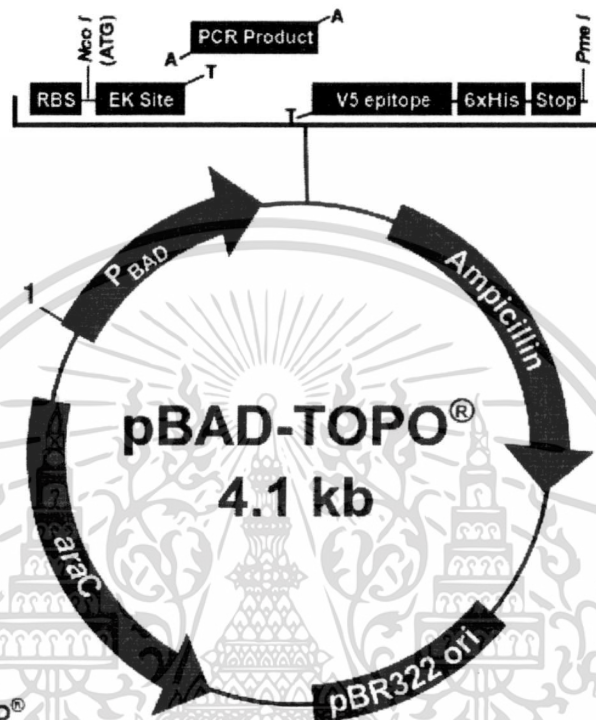 Nco I
(ATG)
A
PCR Product
A
Pme I
RBS
EK Site
T
T
V5 epitope
6xHis
Stop
PBAD
Ampicillin
1
pBAD-TOPO®
4.1 kb
araC
pBR322 ori